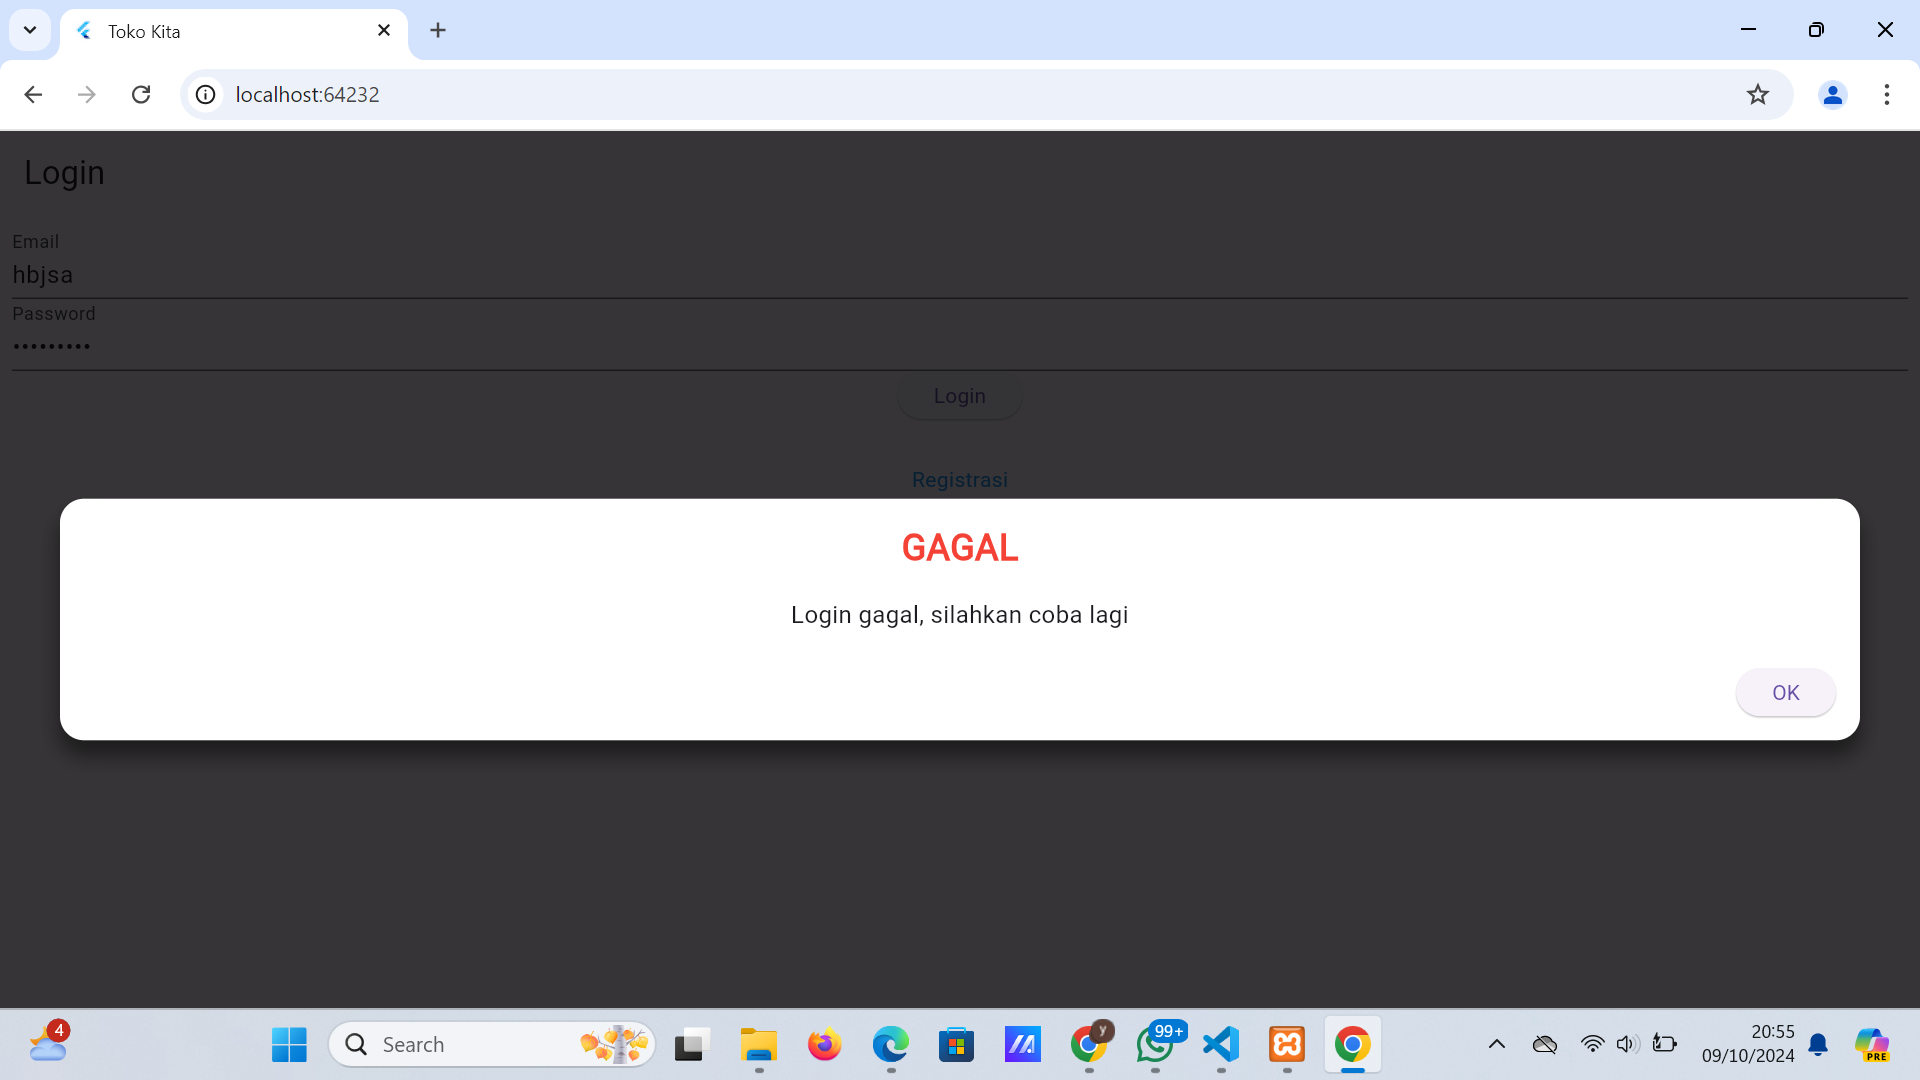 Toko Kita
localhost:64232
Login
Email
hbjsa
Password
•••••••••
Login
Registrasi
GAGAL
Login gagal, silahkan coba lagi
OK
4
Search
y
99+
20:55
09/10/2024
PRE